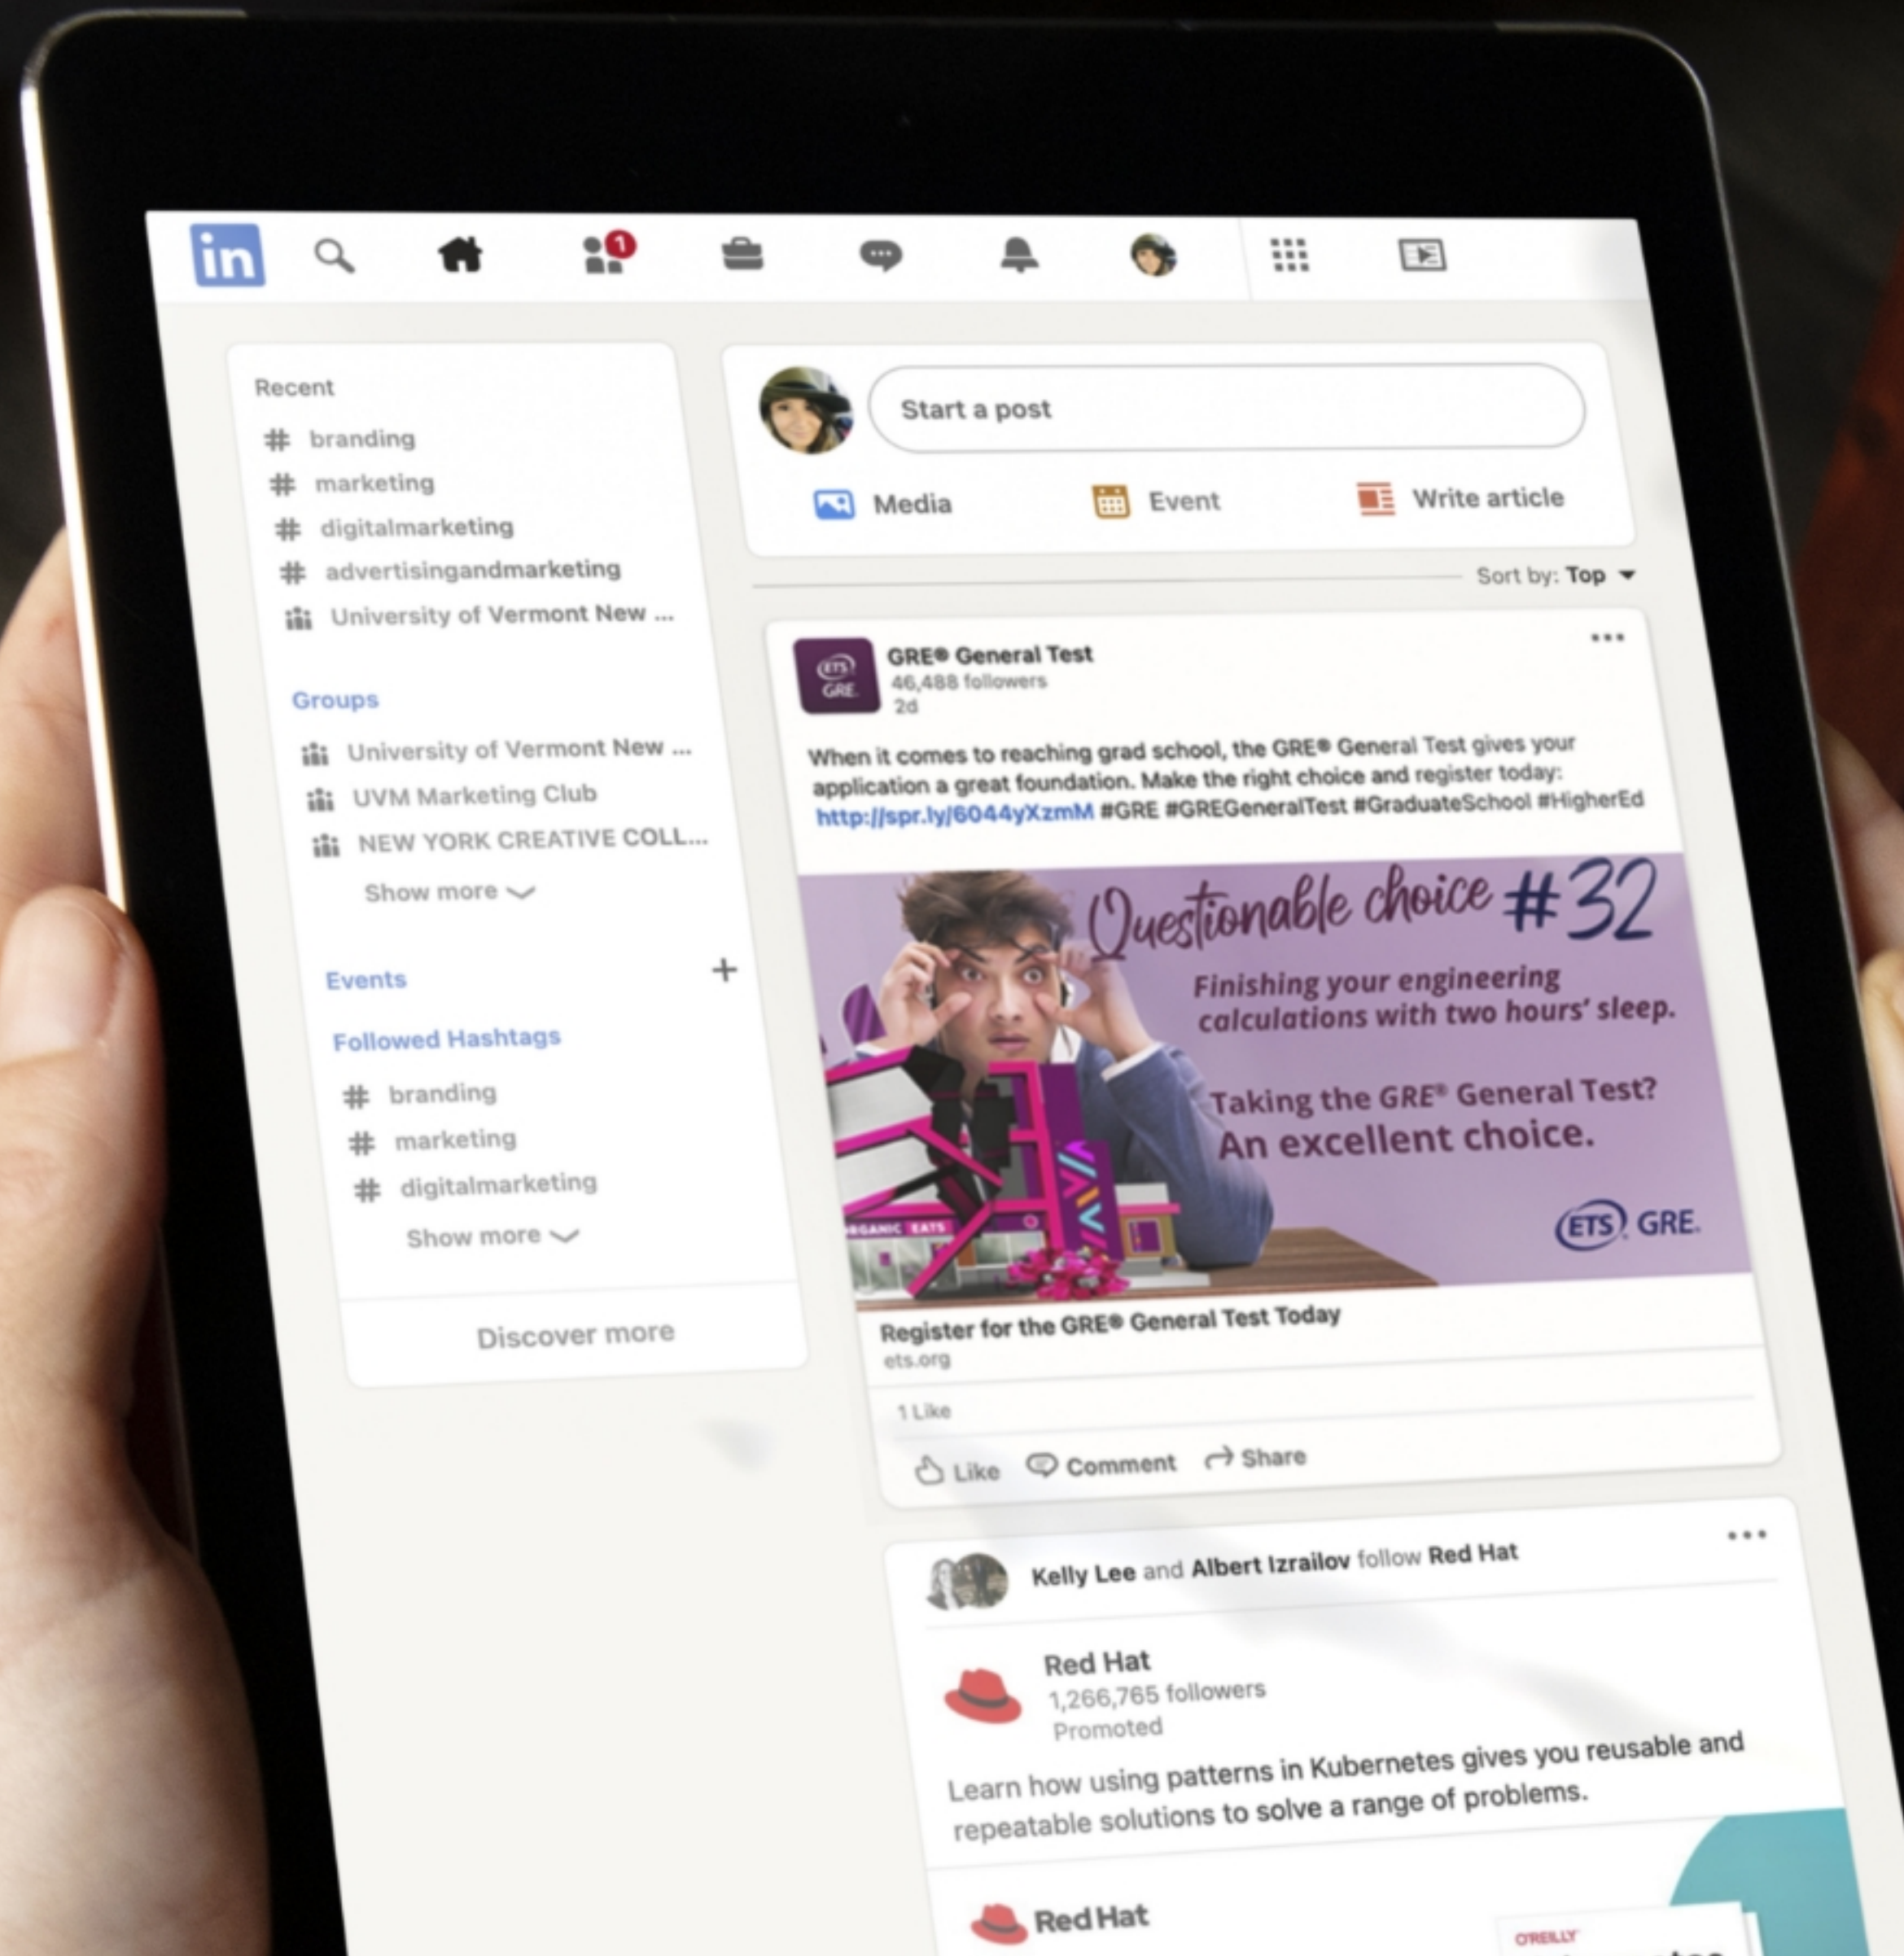 in
1
Recent
# branding
# marketing
# digitalmarketing
# advertisingandmarketing
University of Vermont New ...
Groups
University of Vermont New ...
UVM Marketing Club
NEW YORK CREATIVE COLL...
Show more
Events +
Followed Hashtags
# branding
# marketing
# digitalmarketing
Show more
Discover more
Start a post
Media Event Write article
Sort by: Top
ETS
GRE
GRE® General Test
46,488 followers
2d
When it comes to reaching grad school, the GRE® General Test gives your
application a great foundation. Make the right choice and register today:
http://spr.ly/6044yXzmM #GRE #GREGeneralTest #GraduateSchool #HigherEd
Questionable choice #32
Finishing your engineering
calculations with two hours' sleep.
Taking the GRE® General Test?
An excellent choice.
ORGANIC EATS
ETS® GRE®
Register for the GRE® General Test Today
ets.org
1 Like
Like Comment Share
Kelly Lee and Albert Izrailov follow Red Hat
Red Hat
1,266,765 followers
Promoted
Learn how using patterns in Kubernetes gives you reusable and
repeatable solutions to solve a range of problems.
Red Hat
O'REILLY